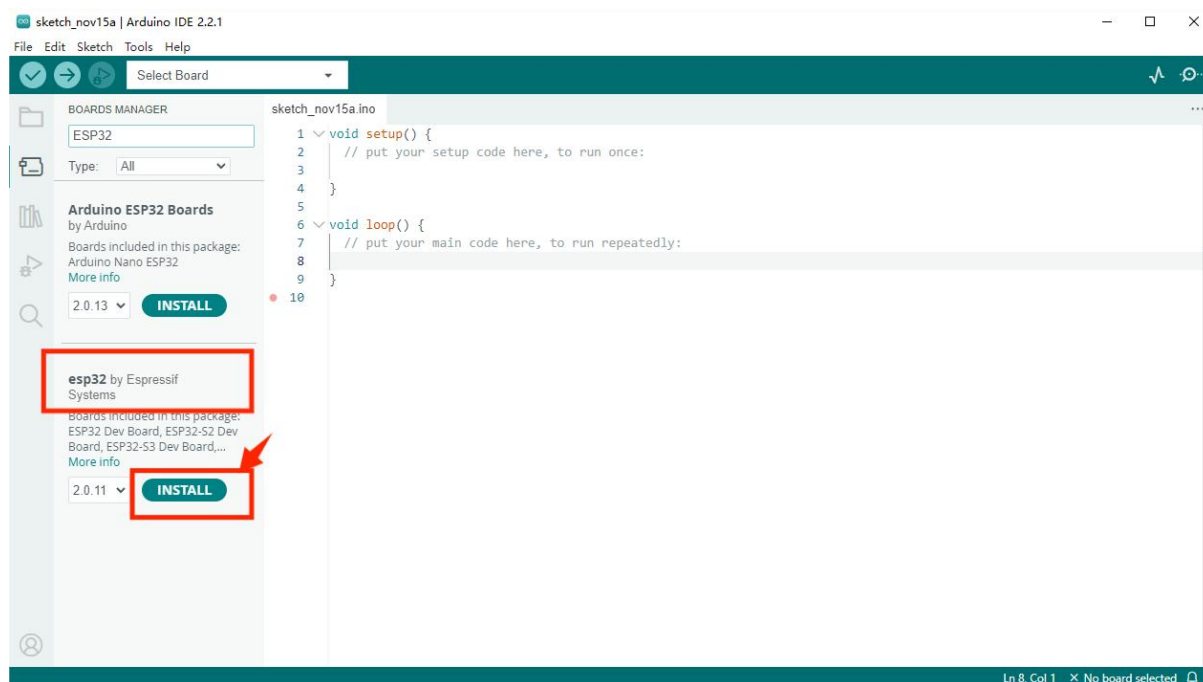 sketch_nov15a | Arduino IDE 2.2.1
File Edit Sketch Tools Help
Select Board
BOARDS MANAGER
ESP32
Type: All
Arduino ESP32 Boards
by Arduino
Boards included in this package:
Arduino Nano ESP32
More info
2.0.13 INSTALL
esp32 by Espressif
Systems
Boards included in this package:
ESP32 Dev Board, ESP32-S2 Dev
Board, ESP32-S3 Dev Board,...
More info
2.0.11 INSTALL
sketch_nov15a.ino
1 void setup() {
2 // put your setup code here, to run once:
3
4 }
5
6 void loop() {
7 // put your main code here, to run repeatedly:
8
9 }
10
Ln 8, Col 1 X No board selected